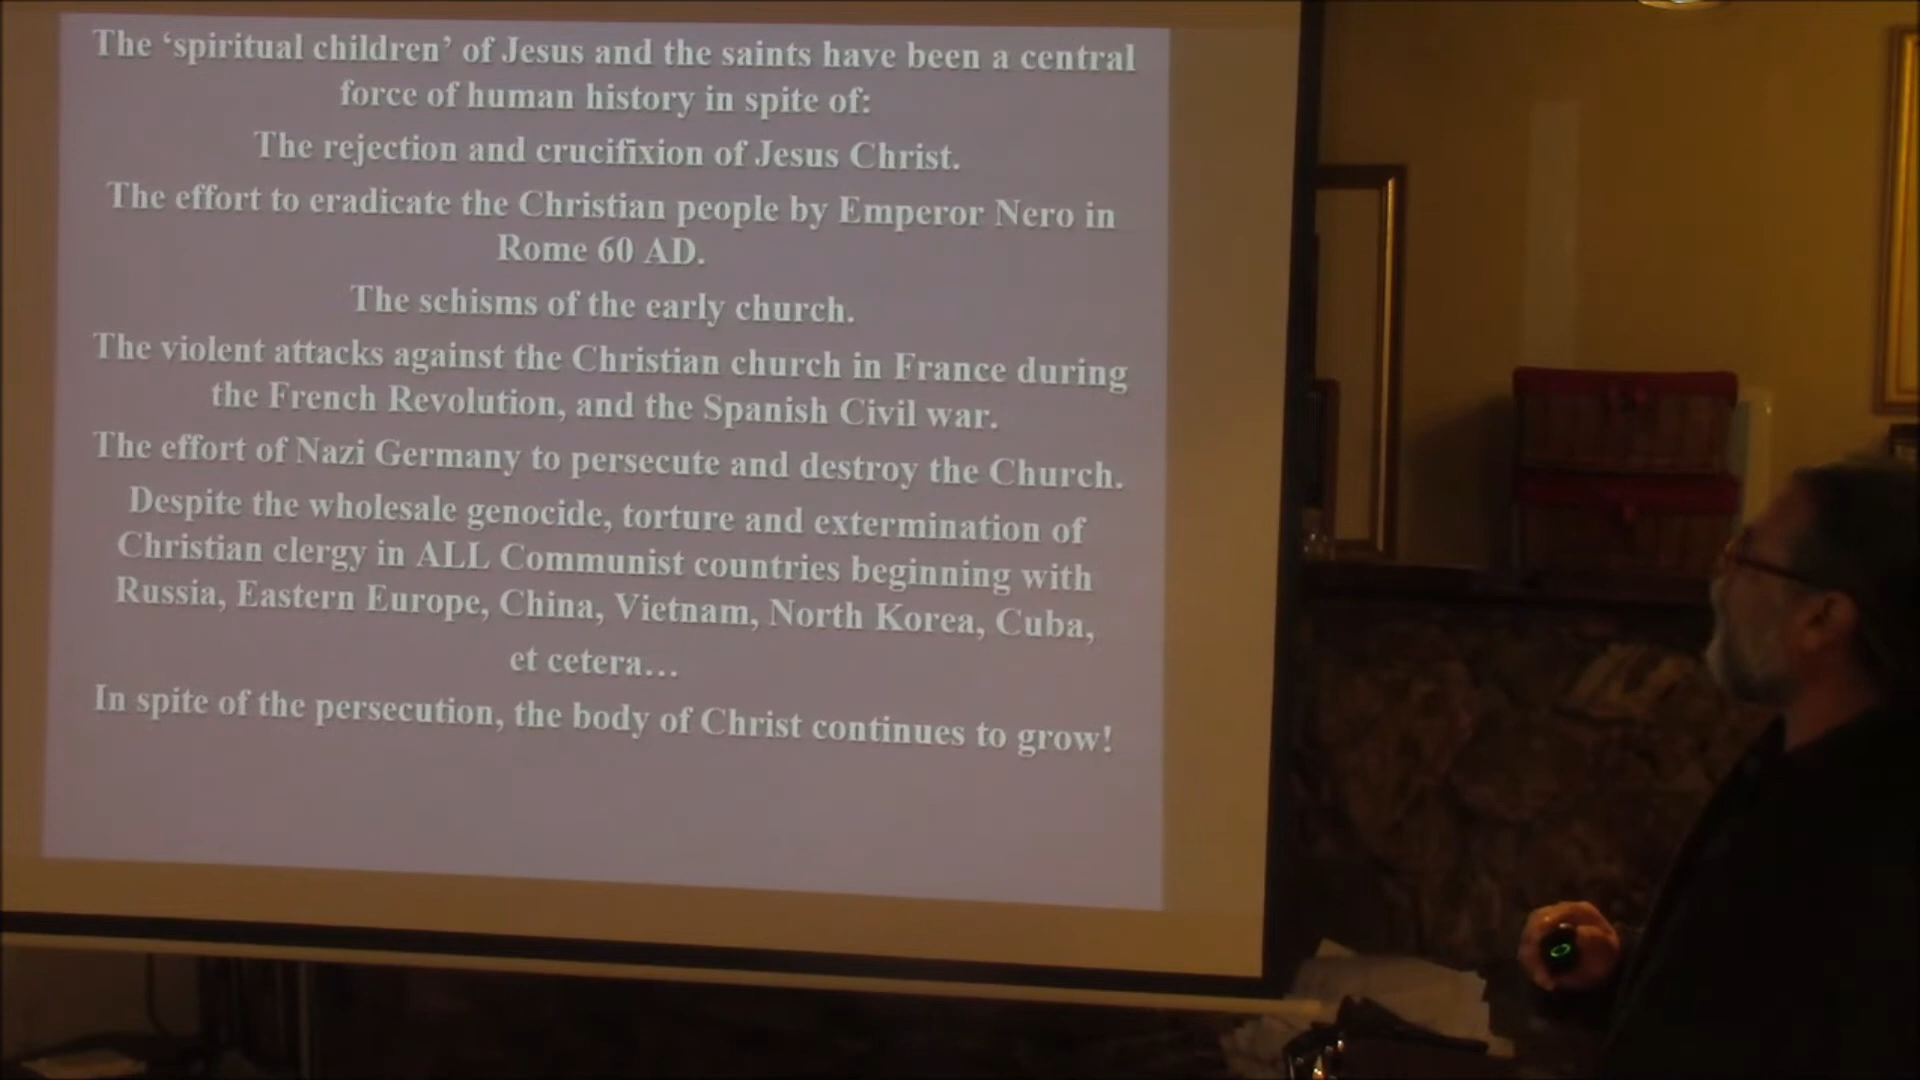 The ‘spiritual children’ of Jesus and the saints have been a central
force of human history in spite of:
The rejection and crucifixion of Jesus Christ.
The effort to eradicate the Christian people by Emperor Nero in
Rome 60 AD.
The schisms of the early church.
The violent attacks against the Christian church in France during
the French Revolution, and the Spanish Civil war.
The effort of Nazi Germany to persecute and destroy the Church.
Despite the wholesale genocide, torture and extermination of
Christian clergy in ALL Communist countries beginning with
Russia, Eastern Europe, China, Vietnam, North Korea, Cuba,
et cetera…
In spite of the persecution, the body of Christ continues to grow!